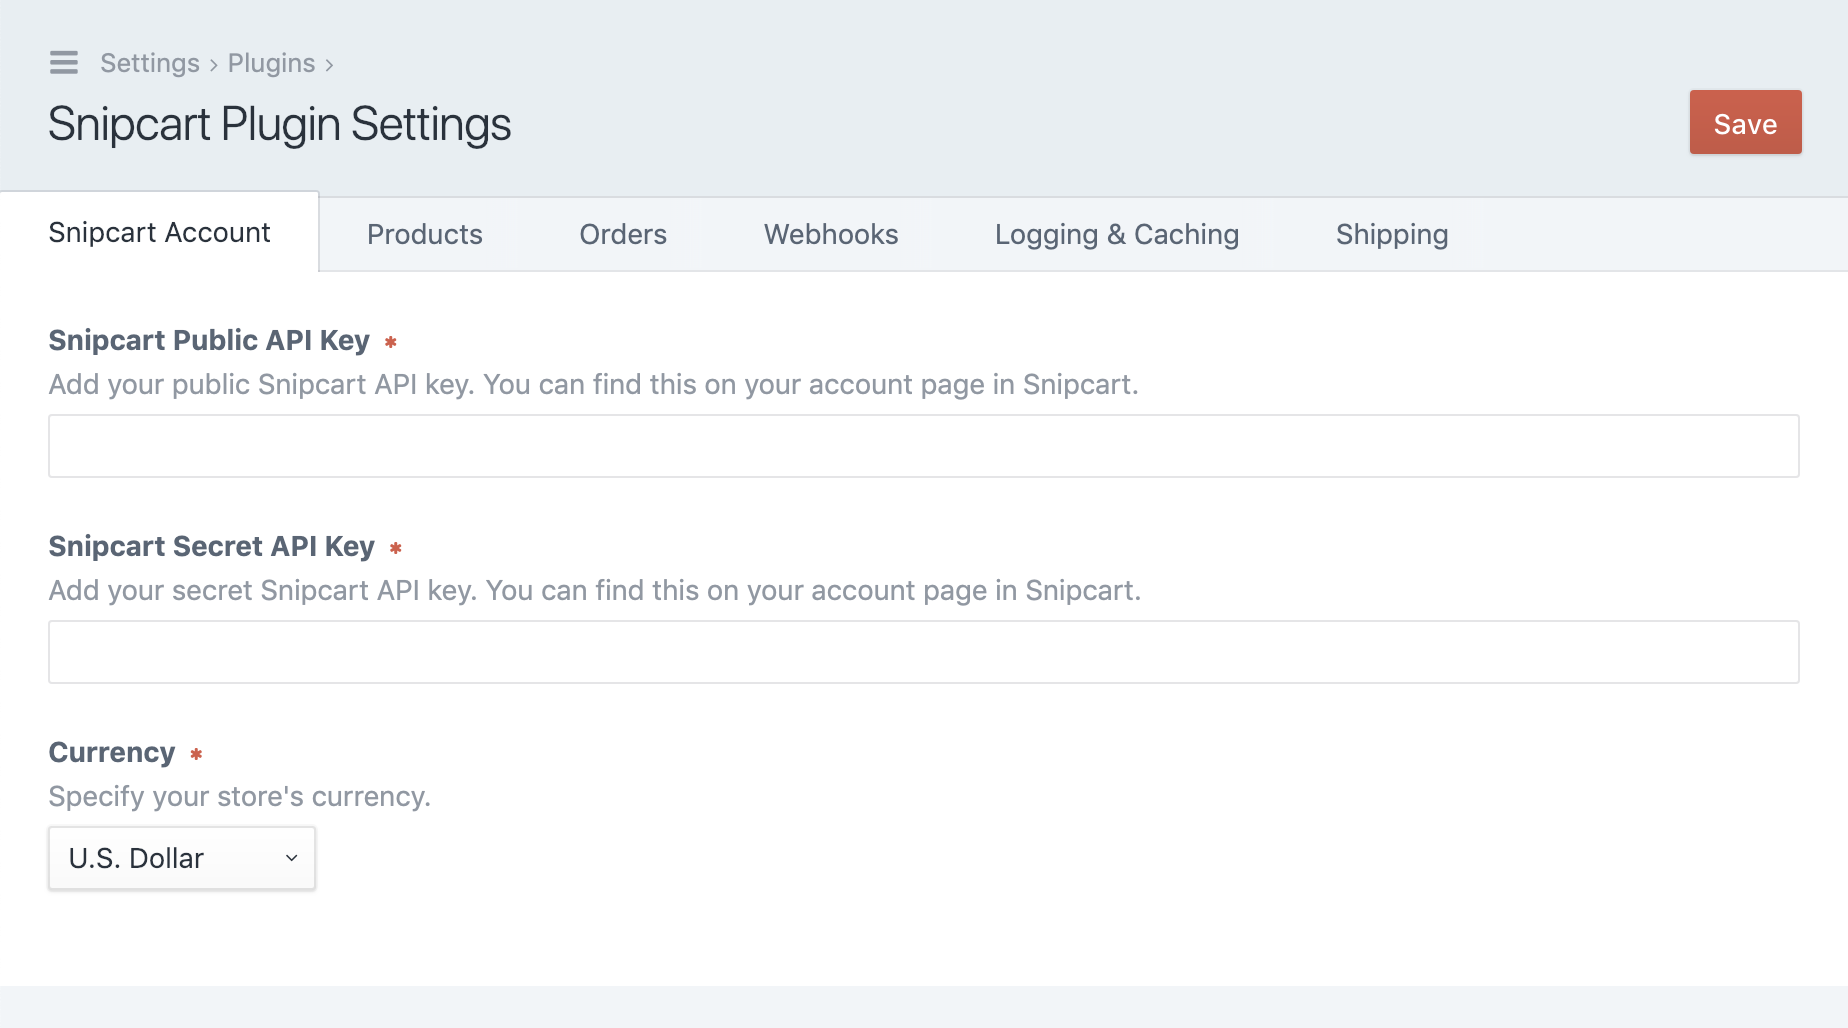 Settings › Plugins ›
Snipcart Plugin Settings
Save
Snipcart Account
Products
Orders
Webhooks
Logging & Caching
Shipping
Snipcart Public API Key *
Add your public Snipcart API key. You can find this on your account page in Snipcart.
Snipcart Secret API Key *
Add your secret Snipcart API key. You can find this on your account page in Snipcart.
Currency *
Specify your store's currency.
U.S. Dollar